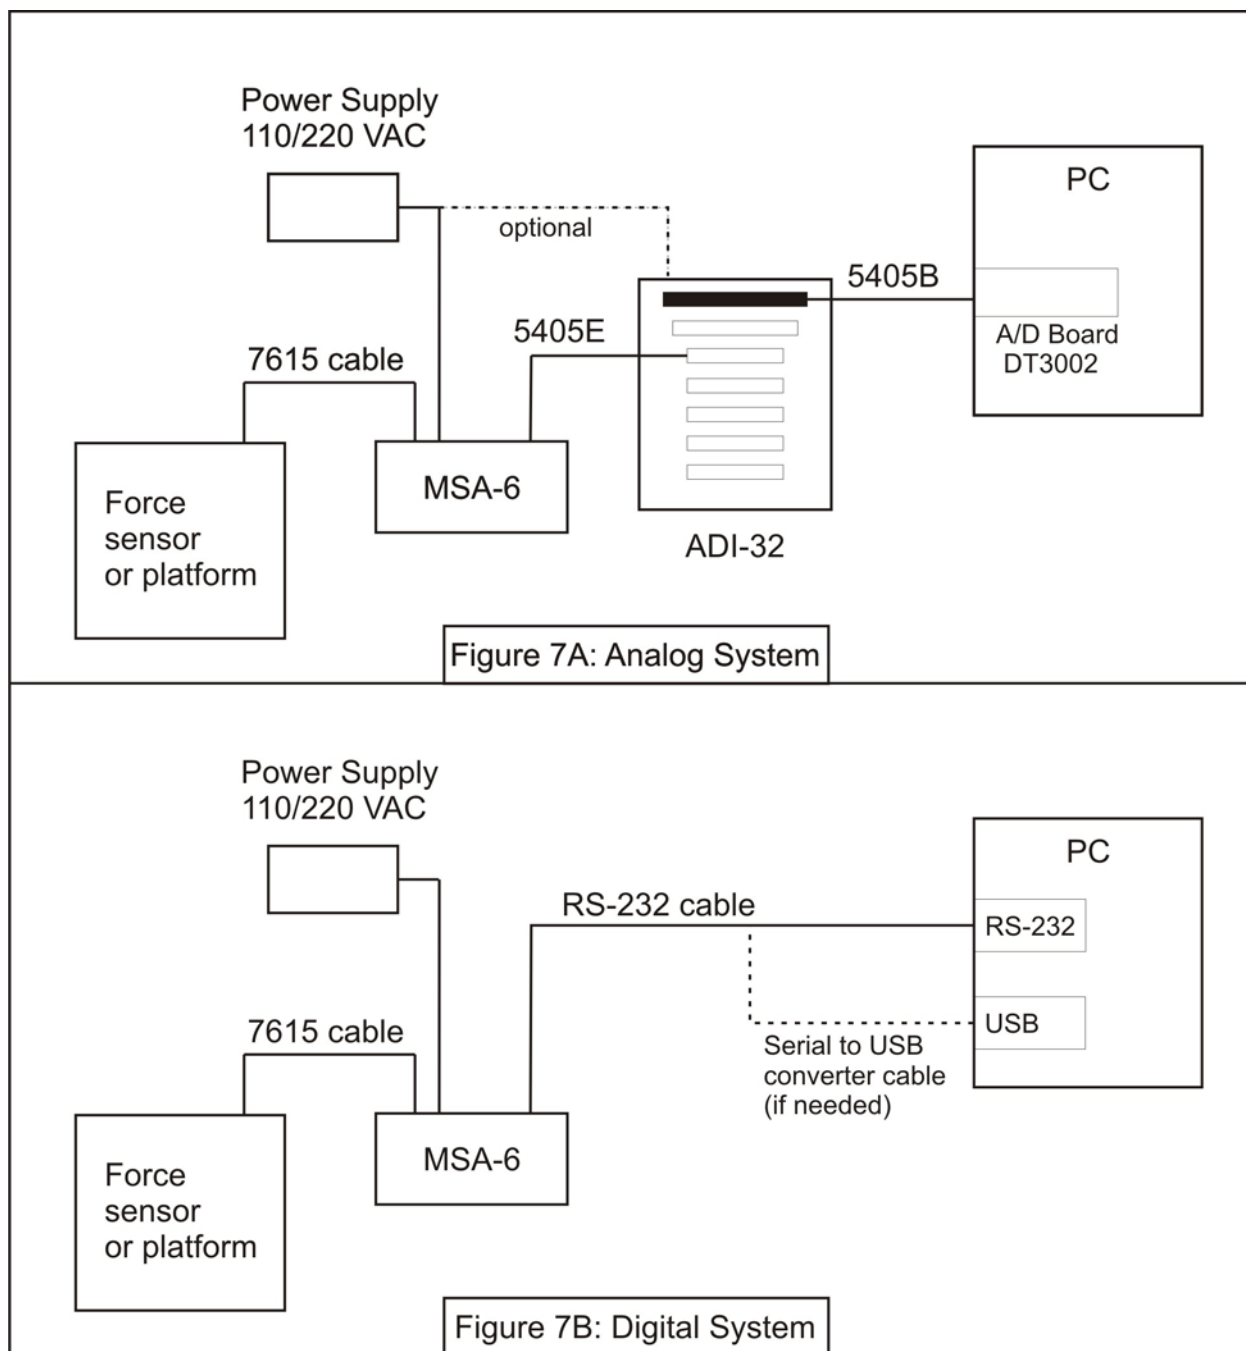 Power Supply
110/220 VAC
optional
PC
5405B
A/D Board
DT3002
5405E
7615 cable
MSA-6
Force
sensor
or platform
ADI-32
Figure 7A: Analog System
Power Supply
110/220 VAC
PC
RS-232 cable
RS-232
7615 cable
USB
Serial to USB
converter cable
(if needed)
MSA-6
Force
sensor
or platform
Figure 7B: Digital System